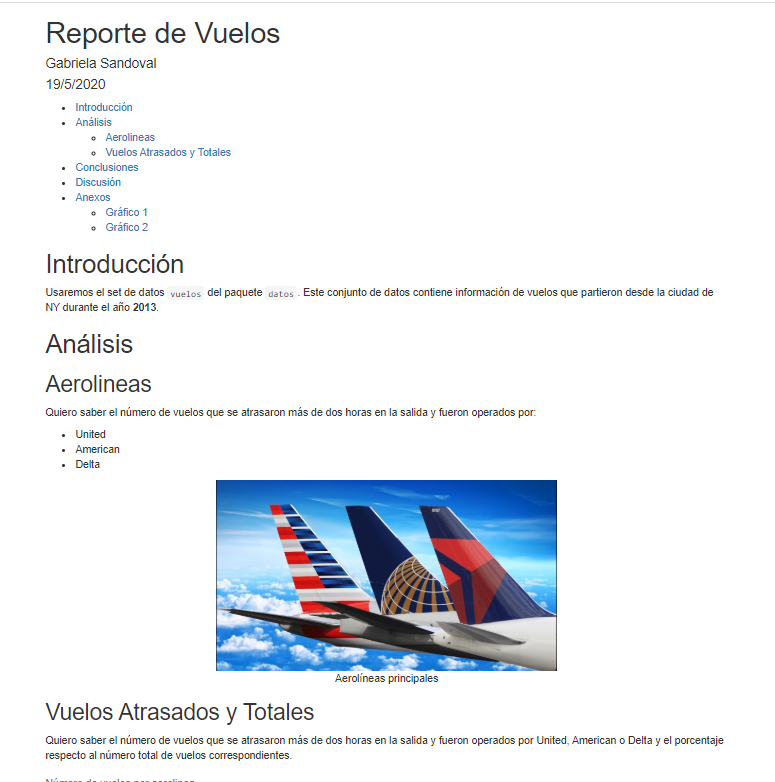 Reporte de Vuelos
Gabriela Sandoval
19/5/2020
Introducción
Análisis
Aerolineas
Vuelos Atrasados y Totales
Conclusiones
Discusión
Anexos
Gráfico 1
Gráfico 2
Introducción
Usaremos el set de datos vuelos del paquete datos. Este conjunto de datos contiene información de vuelos que partieron desde la ciudad de
NY durante el año 2013.
Análisis
Aerolineas
Quiero saber el número de vuelos que se atrasaron más de dos horas en la salida y fueron operados por:
United
American
Delta
Aerolíneas principales
Vuelos Atrasados y Totales
Quiero saber el número de vuelos que se atrasaron más de dos horas en la salida y fueron operados por United, American o Delta y el porcentaje
respecto al número total de vuelos correspondientes.
Número de vuelos por aerolinea